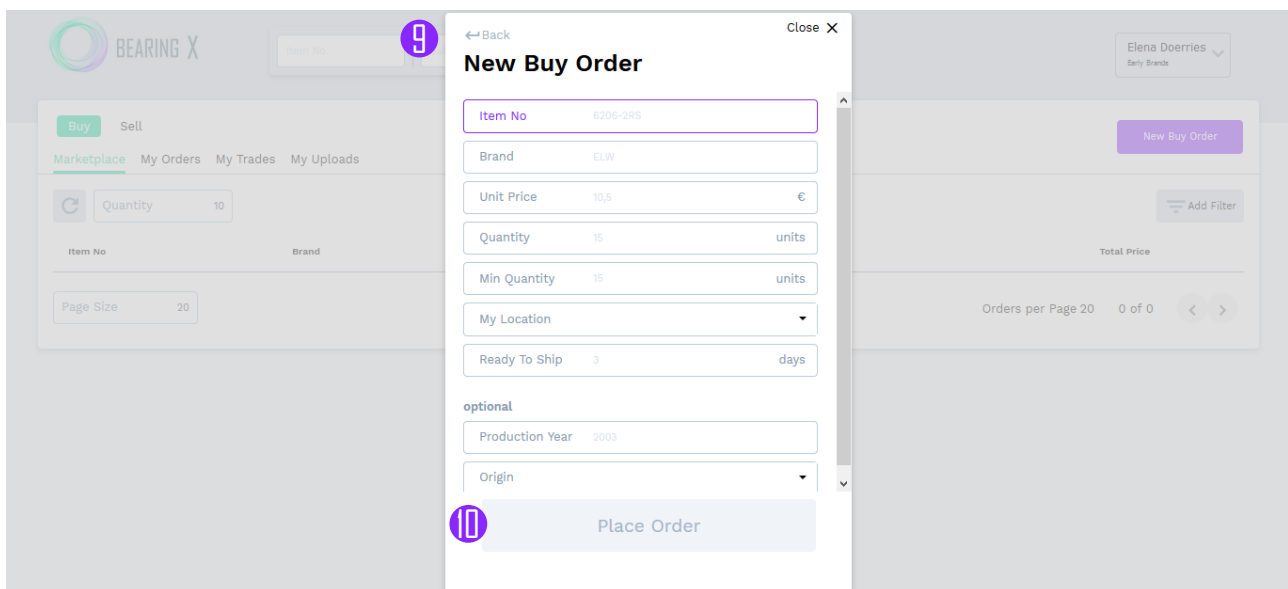 BEARING X
Item No
Elena Doerries
Early Brands
Buy Sell
New Buy Order
Marketplace My Orders My Trades My Uploads
Quantity 10
Add Filter
Item No Brand Total Price
Page Size 20
Orders per Page 20 0 of 0
9
Back
Close X
New Buy Order
Item No 6206-2RS
Brand ELW
Unit Price 10,5 €
Quantity 15 units
Min Quantity 15 units
My Location
Ready To Ship 3 days
optional
Production Year 2003
Origin
10
Place Order